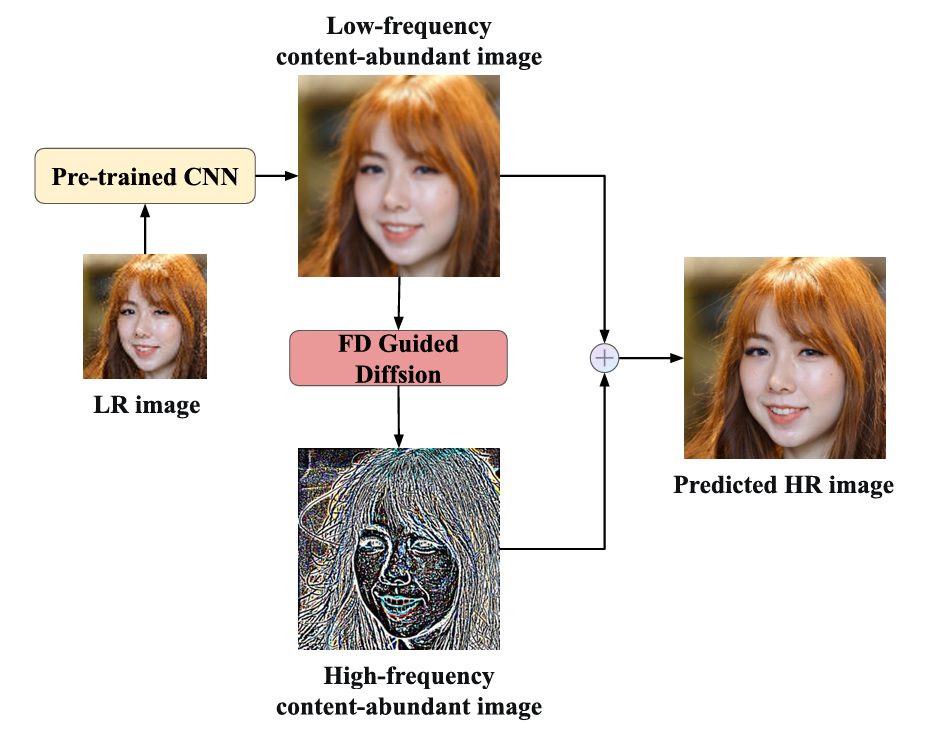 Low-frequency
content-abundant image
Pre-trained CNN
LR image
FD Guided
Diffsion
Predicted HR image
High-frequency
content-abundant image